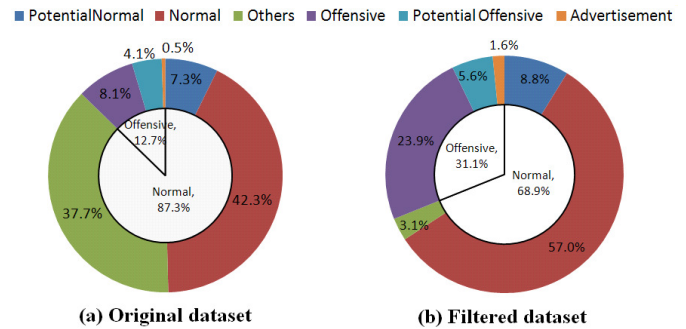 PotentialNormal Normal Others Offensive Potential Offensive Advertisement
4.1% 0.5%
7.3%
8.1%
Offensive,
12.7%
Normal,
87.3%
42.3%
37.7%
(a) Original dataset
1.6%
5.6%
8.8%
23.9%
Offensive,
31.1%
Normal,
68.9%
3.1%
57.0%
(b) Filtered dataset